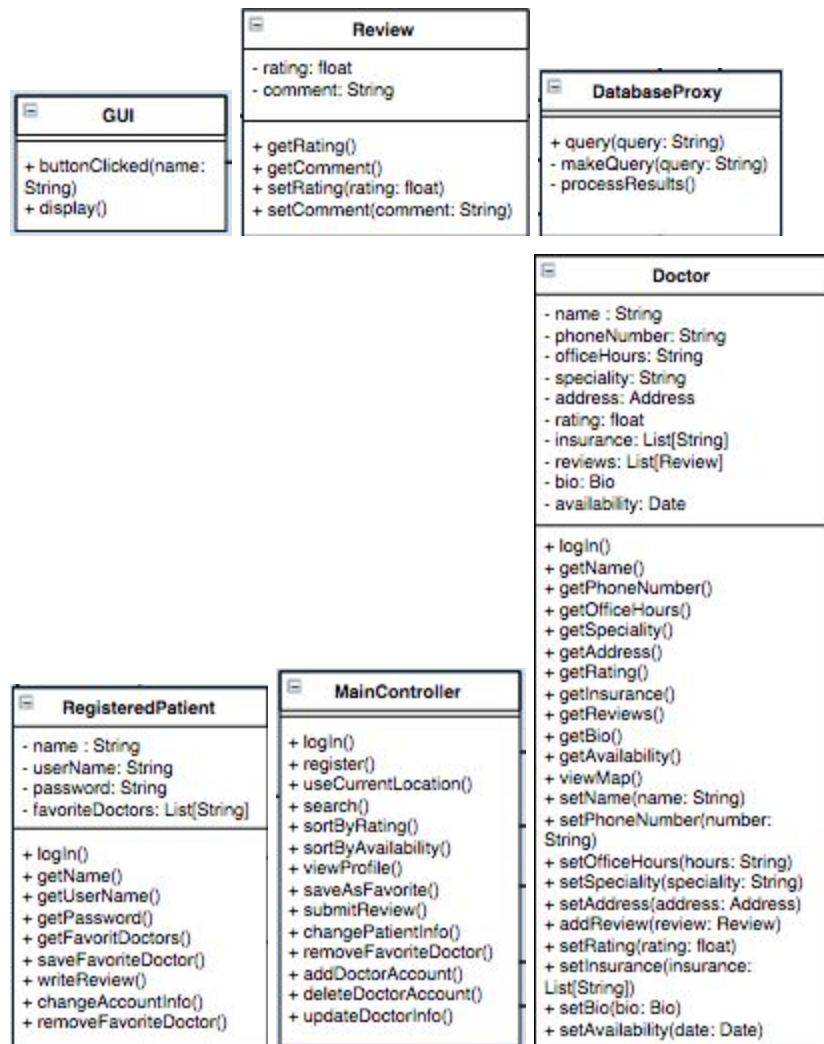 GUI
+ buttonClicked(name:
String)
+ display()
Review
- rating: float
- comment: String
+ getRating()
+ getComment()
+ setRating(rating: float)
+ setComment(comment: String)
DatabaseProxy
+ query(query: String)
- makeQuery(query: String)
- processResults()
RegisteredPatient
- name : String
- userName: String
- password: String
- favoriteDoctors: List[String]
+ logIn()
+ getName()
+ getUserName()
+ getPassword()
+ getFavoritDoctors()
+ saveFavoriteDoctor()
+ writeReview()
+ changeAccountInfo()
+ removeFavoriteDoctor()
MainController
+ logIn()
+ register()
+ useCurrentLocation()
+ search()
+ sortByRating()
+ sortByAvailability()
+ viewProfile()
+ saveAsFavorite()
+ submitReview()
+ changePatientInfo()
+ removeFavoriteDoctor()
+ addDoctorAccount()
+ deleteDoctorAccount()
+ updateDoctorInfo()
Doctor
- name : String
- phoneNumber: String
- officeHours: String
- speciality: String
- address: Address
- rating: float
- insurance: List[String]
- reviews: List[Review]
- bio: Bio
- availability: Date
+ logIn()
+ getName()
+ getPhoneNumber()
+ getOfficeHours()
+ getSpeciality()
+ getAddress()
+ getRating()
+ getInsurance()
+ getReviews()
+ getBio()
+ getAvailability()
+ viewMap()
+ setName(name: String)
+ setPhoneNumber(number:
String)
+ setOfficeHours(hours: String)
+ setSpeciality(speciality: String)
+ setAddress(address: Address)
+ addReview(review: Review)
+ setRating(rating: float)
+ setInsurance(insurance:
List[String])
+ setBio(bio: Bio)
+ setAvailability(date: Date)